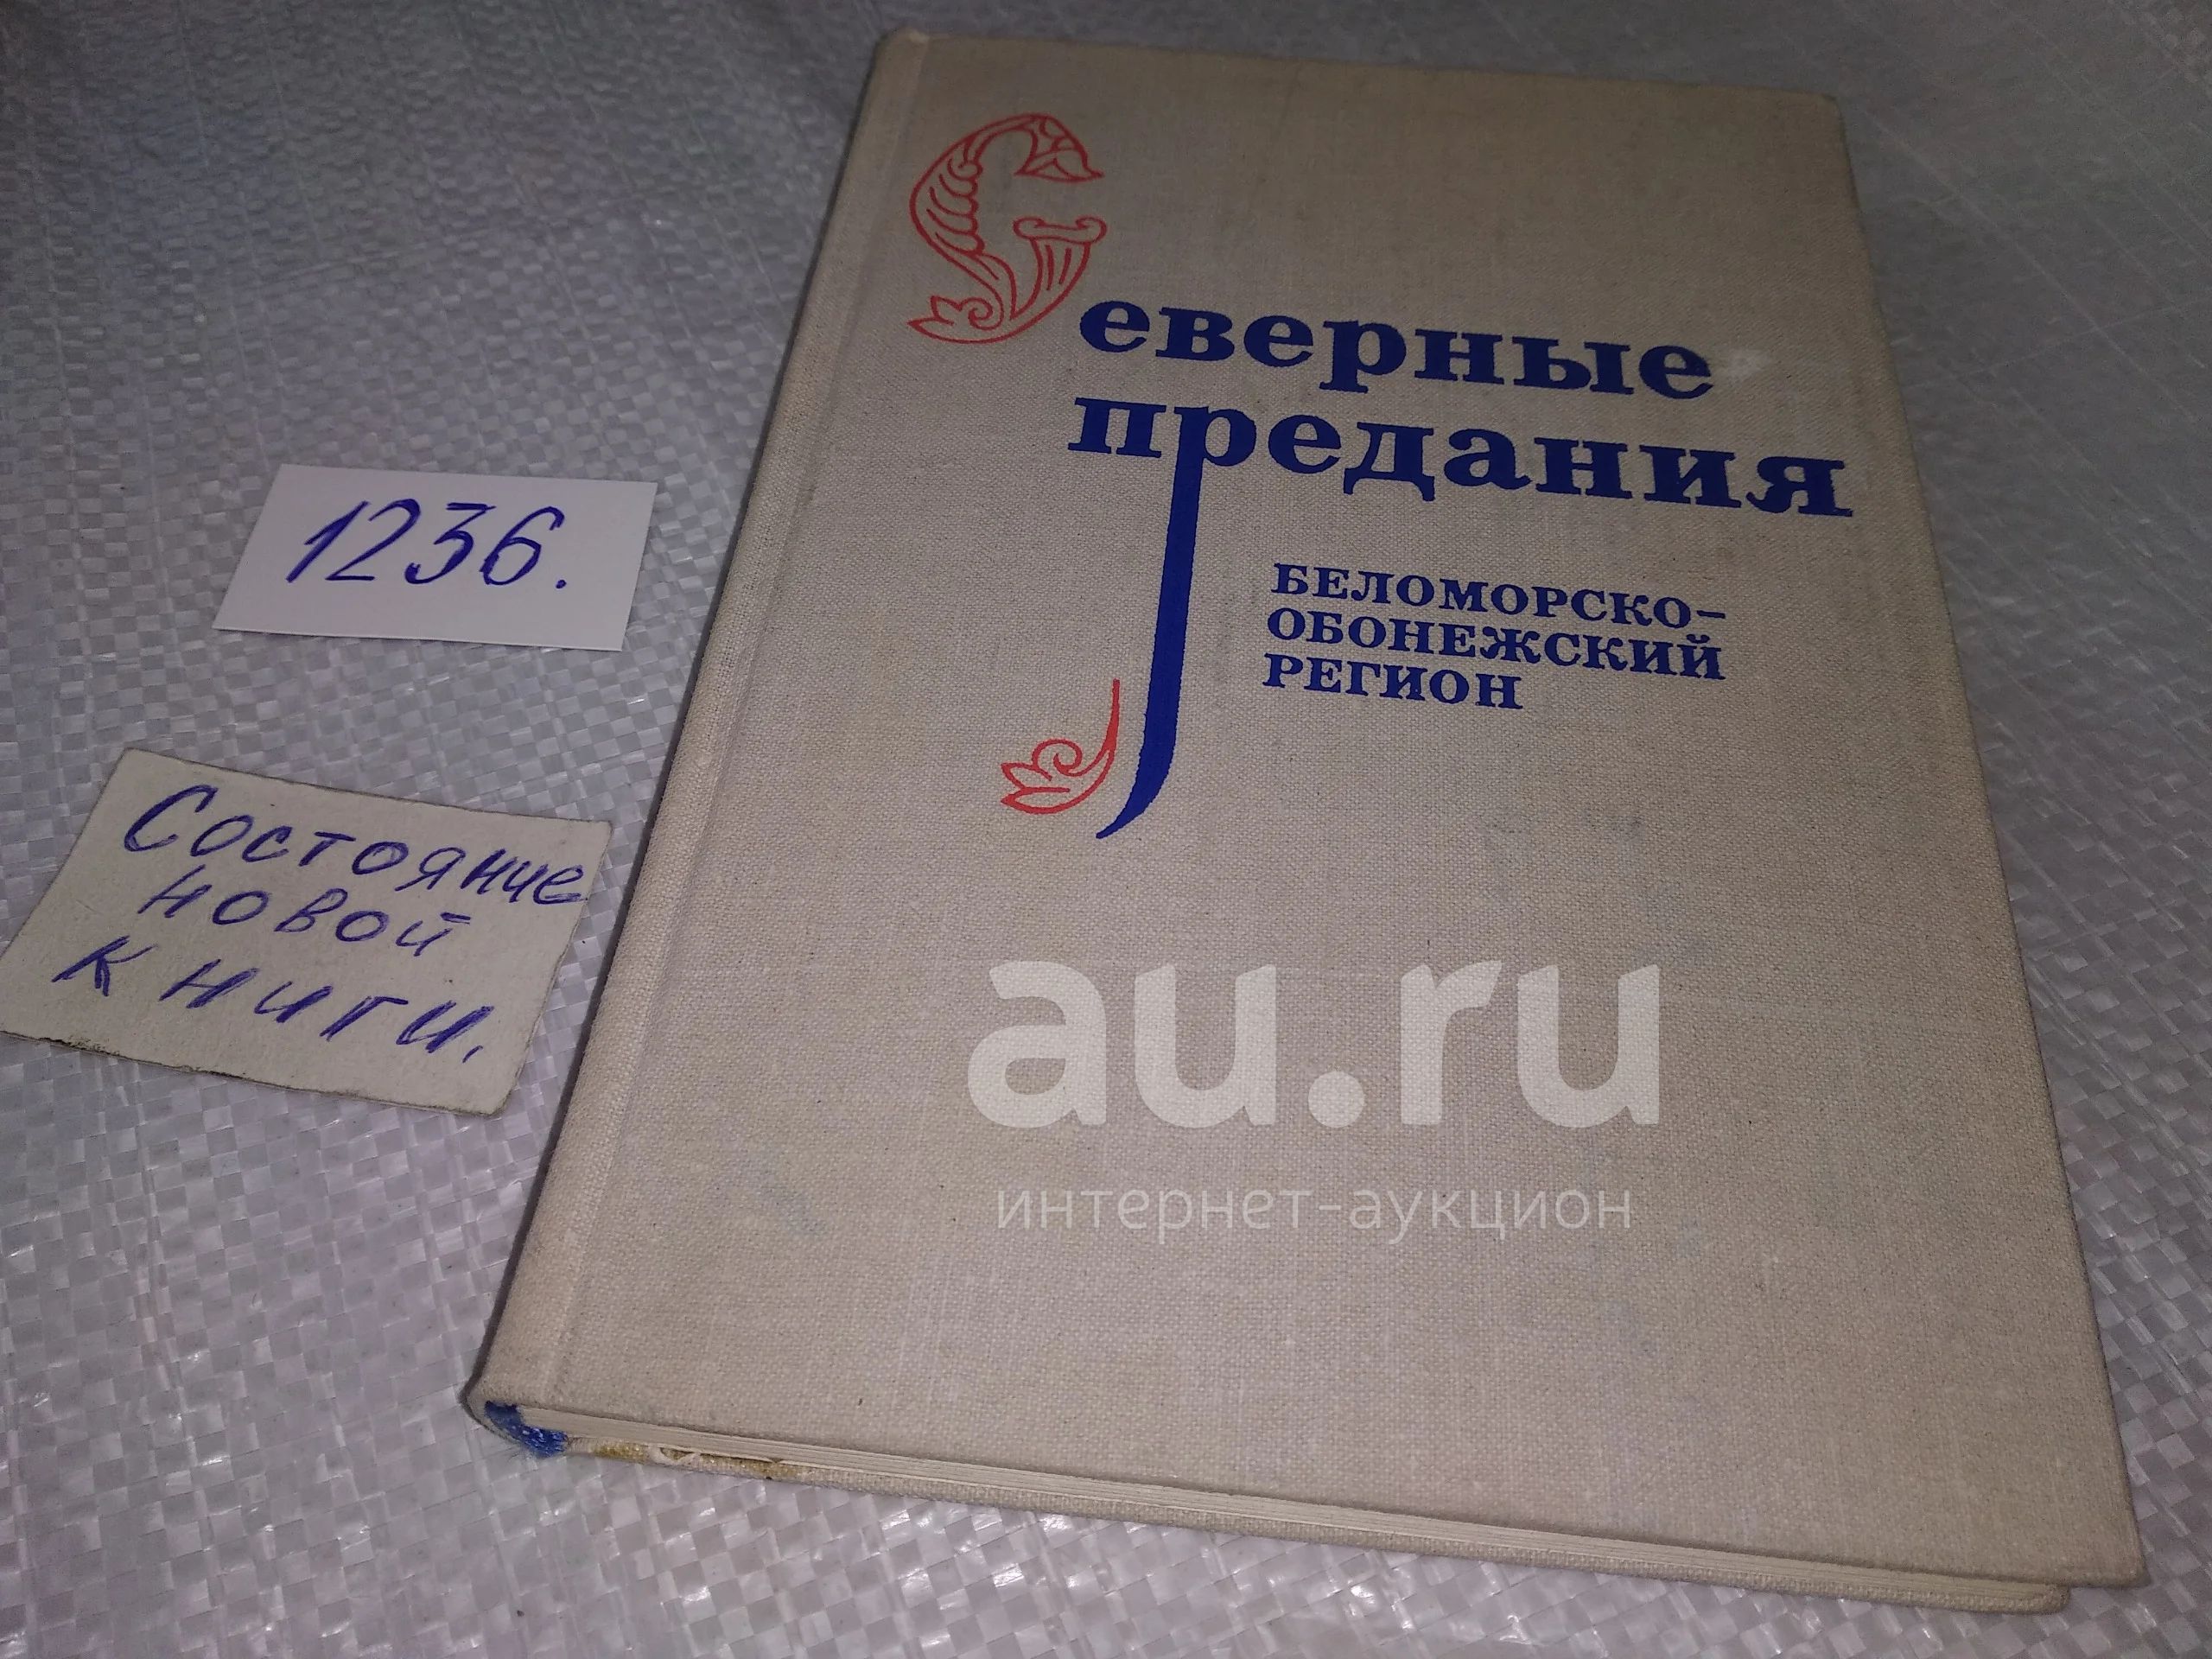 Северные
предания
БЕЛОМОРСКО-
ОБОНЕЖСКИЙ
РЕГИОН
1236.
Состояние
новой
книги.
au.ru
интернет-аукцион